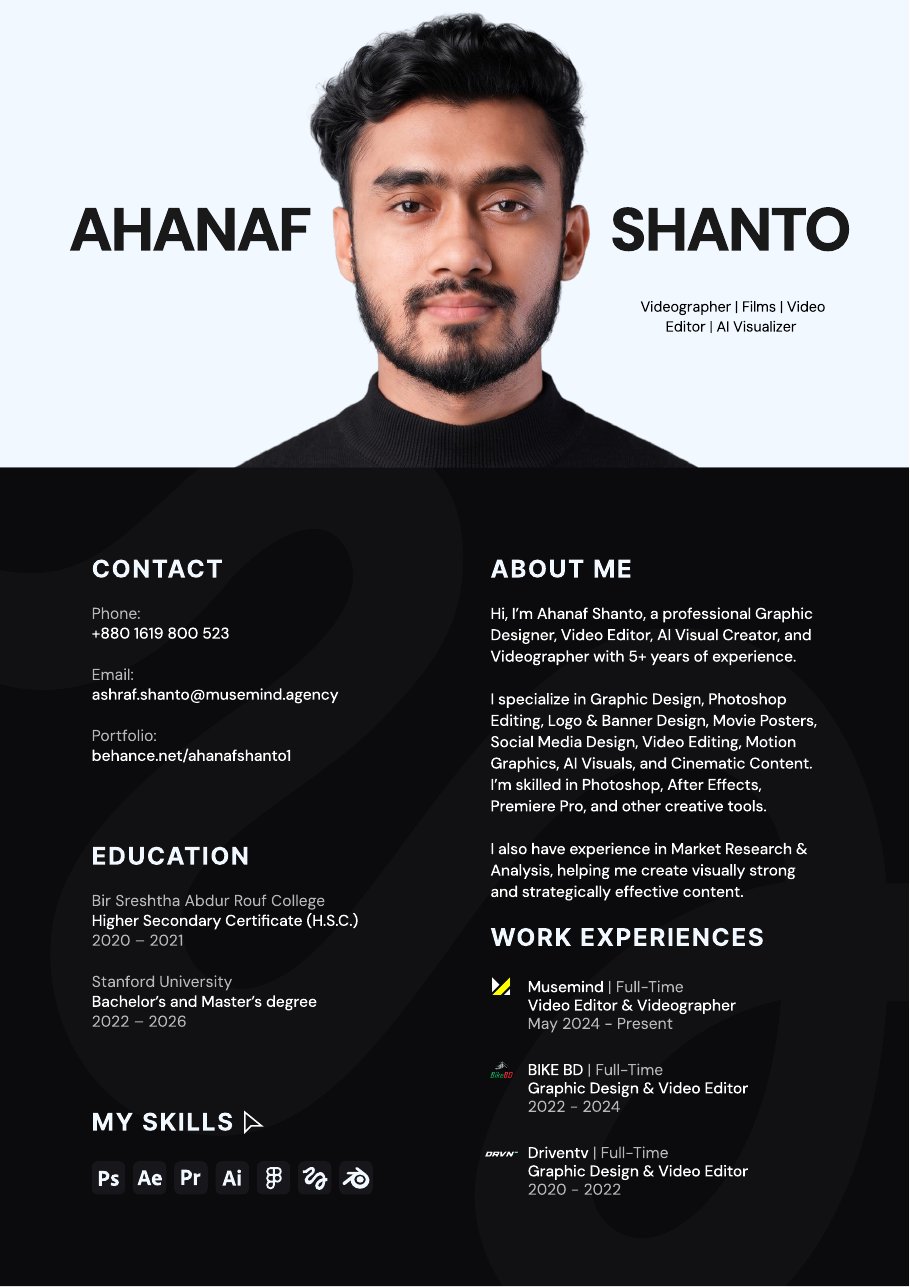 AHANAF SHANTO
Videographer | Films | Video
Editor | AI Visualizer
CONTACT
Phone:
+880 1619 800 523
Email:
ashraf.shanto@musemind.agency
Portfolio:
behance.net/ahanafshanto1
EDUCATION
Bir Sreshtha Abdur Rouf College
Higher Secondary Certificate (H.S.C.)
2020 – 2021
Stanford University
Bachelor’s and Master’s degree
2022 – 2026
MY SKILLS
Ps Ae Pr Ai
ABOUT ME
Hi, I’m Ahanaf Shanto, a professional Graphic
Designer, Video Editor, AI Visual Creator, and
Videographer with 5+ years of experience.
I specialize in Graphic Design, Photoshop
Editing, Logo & Banner Design, Movie Posters,
Social Media Design, Video Editing, Motion
Graphics, AI Visuals, and Cinematic Content.
I’m skilled in Photoshop, After Effects,
Premiere Pro, and other creative tools.
I also have experience in Market Research &
Analysis, helping me create visually strong
and strategically effective content.
WORK EXPERIENCES
Musemind | Full-Time
Video Editor & Videographer
May 2024 - Present
BikeBD
BIKE BD | Full-Time
Graphic Design & Video Editor
2022 - 2024
DRVN
Driventv | Full-Time
Graphic Design & Video Editor
2020 - 2022